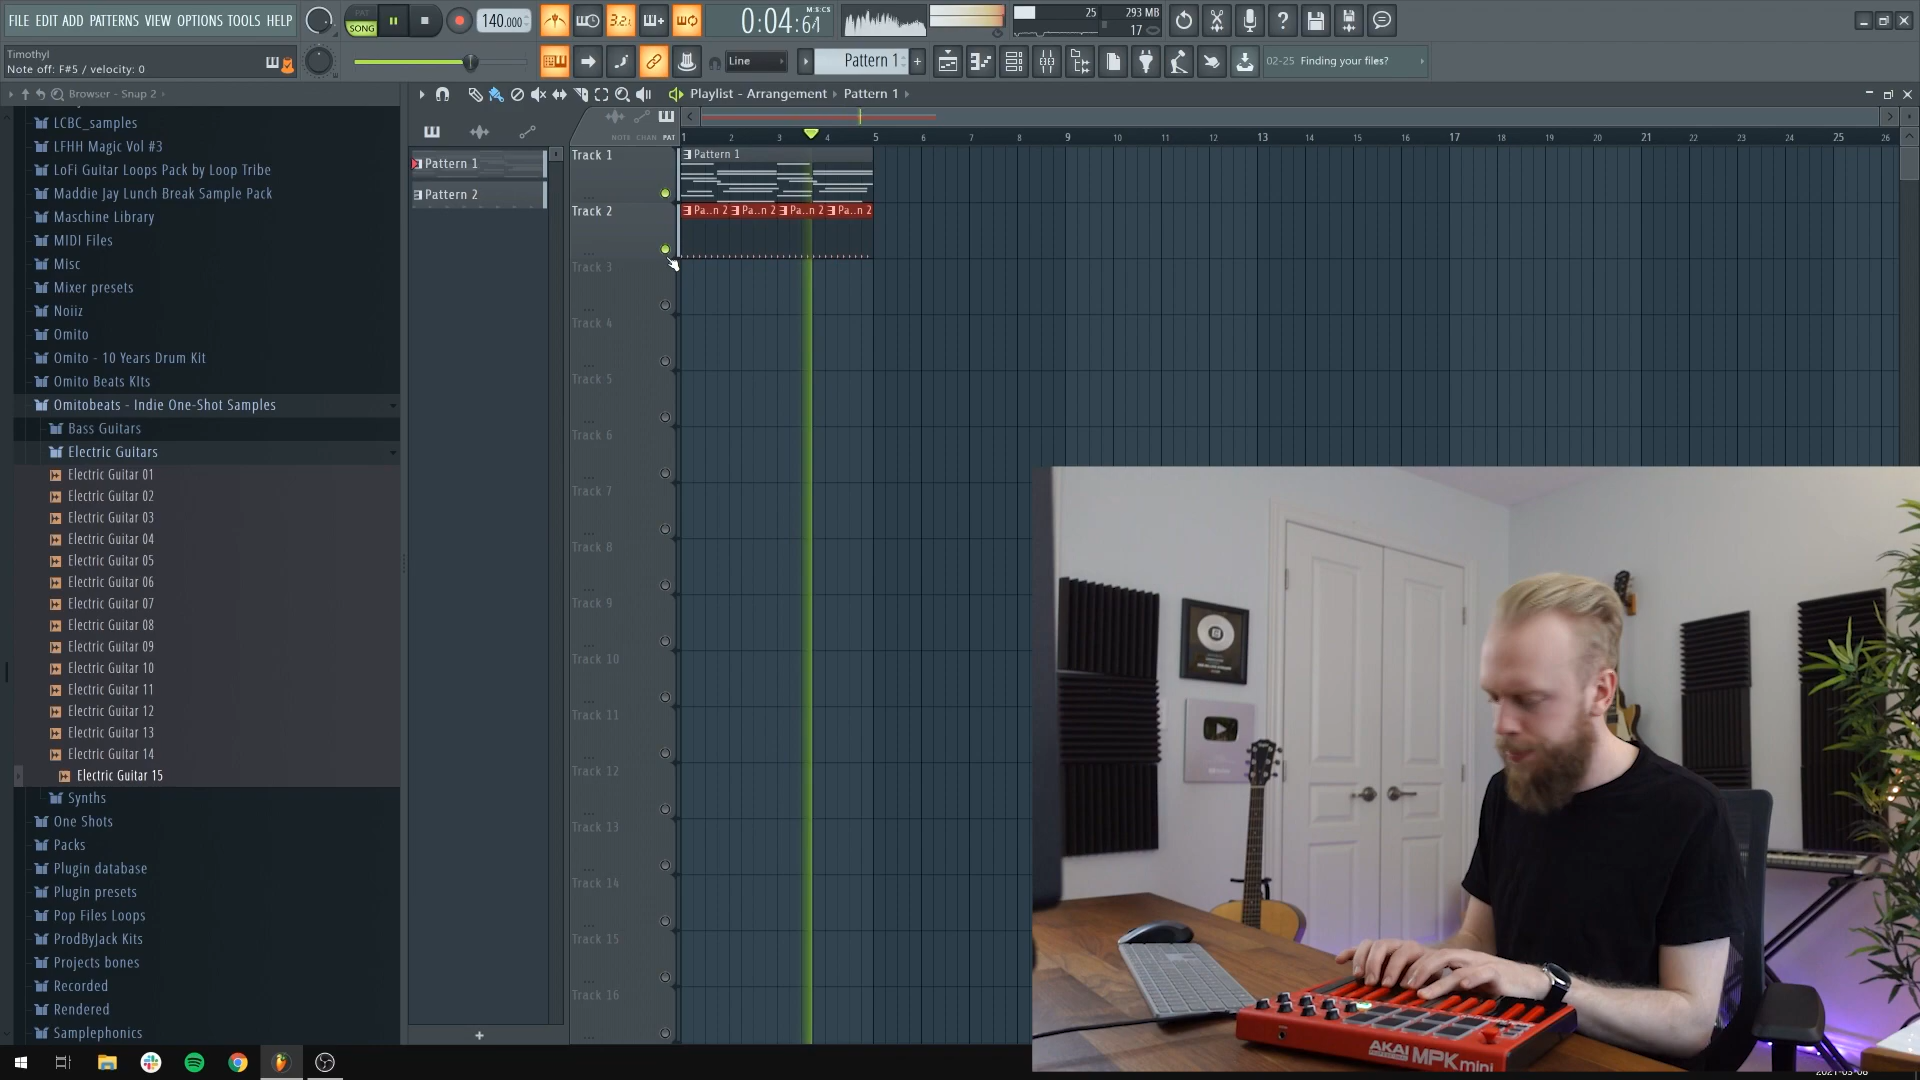 FILE EDIT ADD PATTERNS VIEW OPTIONS TOOLS HELP
PAT
SONG
140.000
3.2.
0:04:64
M:S:CS
25
293 MB
17
Timothyl
Note off: F#5 / velocity: 0
Line
Pattern 1
02-25 Finding your files?
Browser - Snap 2
Playlist - Arrangement
Pattern 1
NOTE CHAN PAT
1 2 3 4 5 6 7 8 9 10 11 12 13 14 15 16 17 18 19 20 21 22 23 24 25 26
LCBC_samples
LFHH Magic Vol #3
LoFi Guitar Loops Pack by Loop Tribe
Maddie Jay Lunch Break Sample Pack
Maschine Library
MIDI Files
Misc
Mixer presets
Noiiz
Omito
Omito - 10 Years Drum Kit
Omito Beats KIts
Omitobeats - Indie One-Shot Samples
Bass Guitars
Electric Guitars
Electric Guitar 01
Electric Guitar 02
Electric Guitar 03
Electric Guitar 04
Electric Guitar 05
Electric Guitar 06
Electric Guitar 07
Electric Guitar 08
Electric Guitar 09
Electric Guitar 10
Electric Guitar 11
Electric Guitar 12
Electric Guitar 13
Electric Guitar 14
Electric Guitar 15
Synths
One Shots
Packs
Plugin database
Plugin presets
Pop Files Loops
ProdByJack Kits
Projects bones
Recorded
Rendered
Samplephonics
Pattern 1
Pattern 2
Track 1
Pattern 1
Track 2
Pa..n 2 Pa..n 2 Pa..n 2 Pa..n 2
Track 3
Track 4
Track 5
Track 6
Track 7
Track 8
Track 9
Track 10
Track 11
Track 12
Track 13
Track 14
Track 15
Track 16
AKAI
PROFESSIONAL
MPK mini
2021-03-08